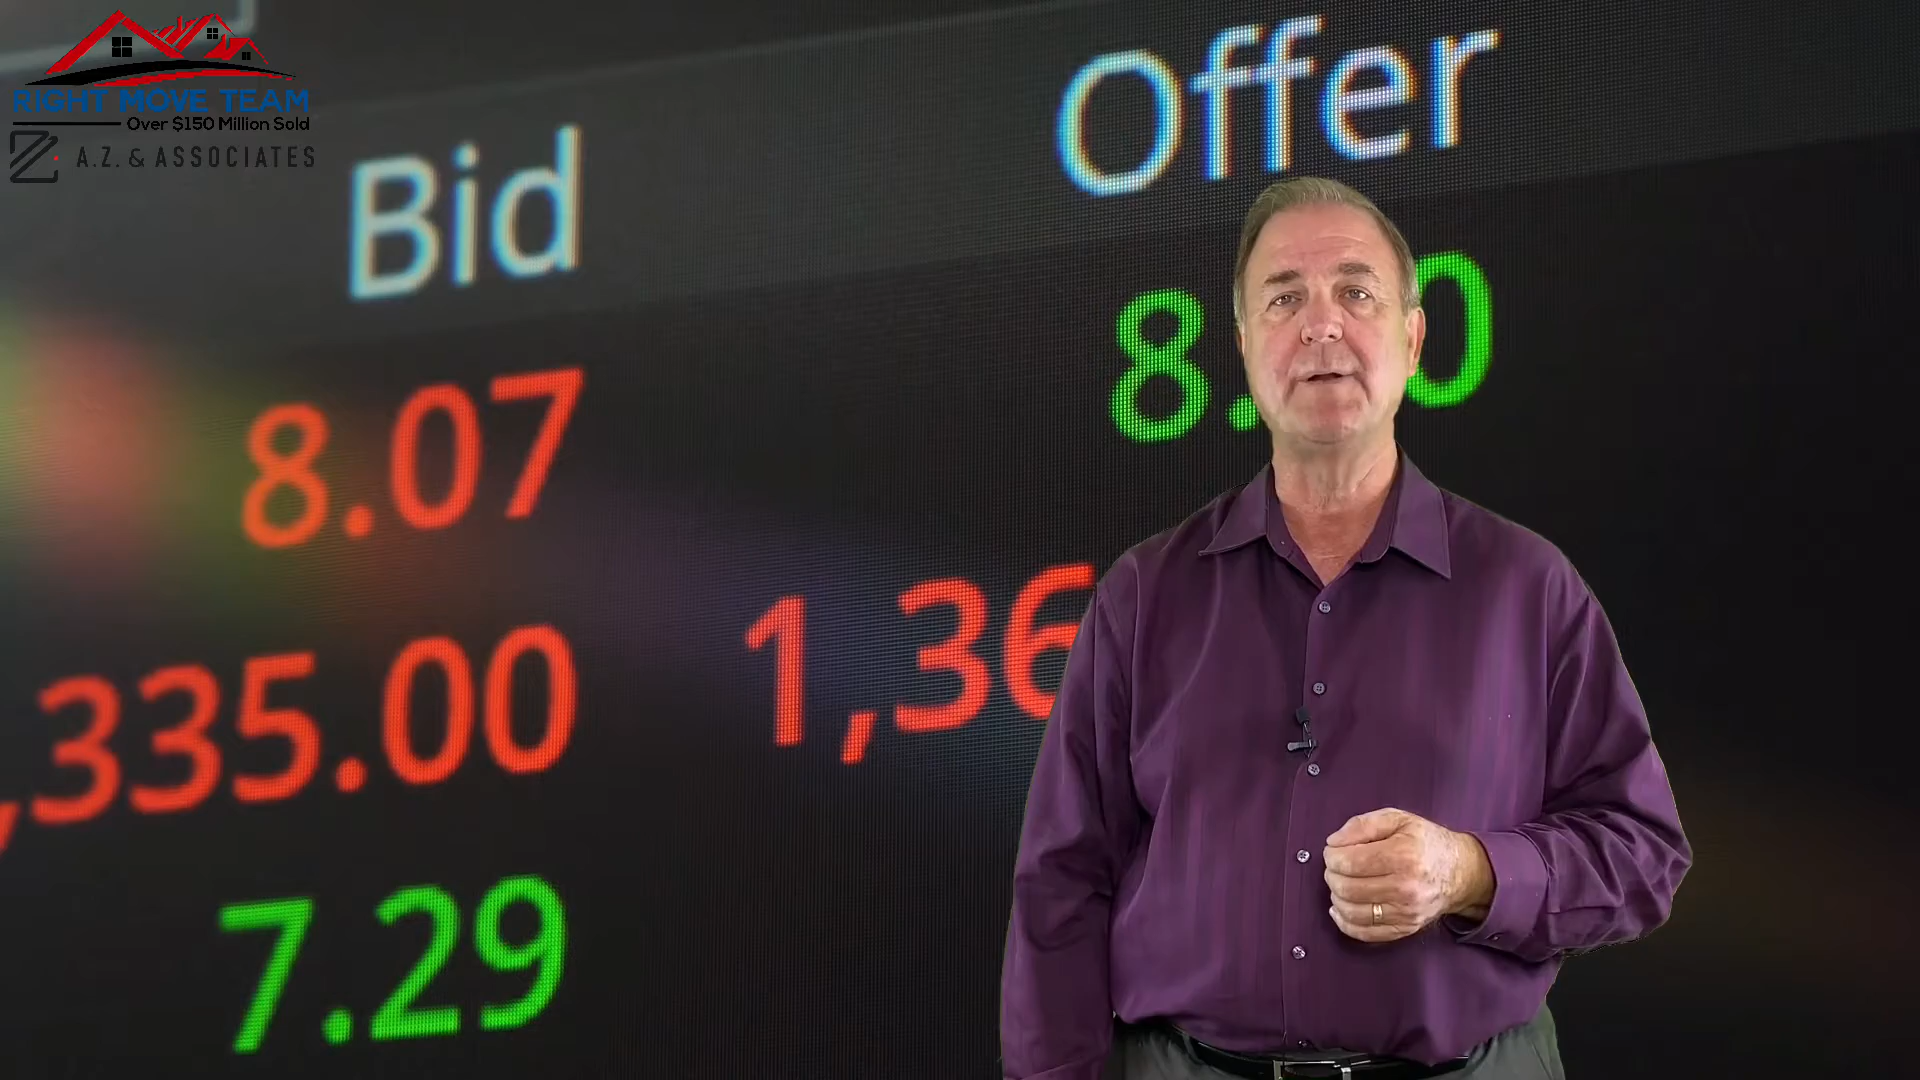 RIGHT MOVE TEAM
Over $150 Million Sold
A.Z. & ASSOCIATES
Bid
Offer
8.07
,335.00
1,36
7.29